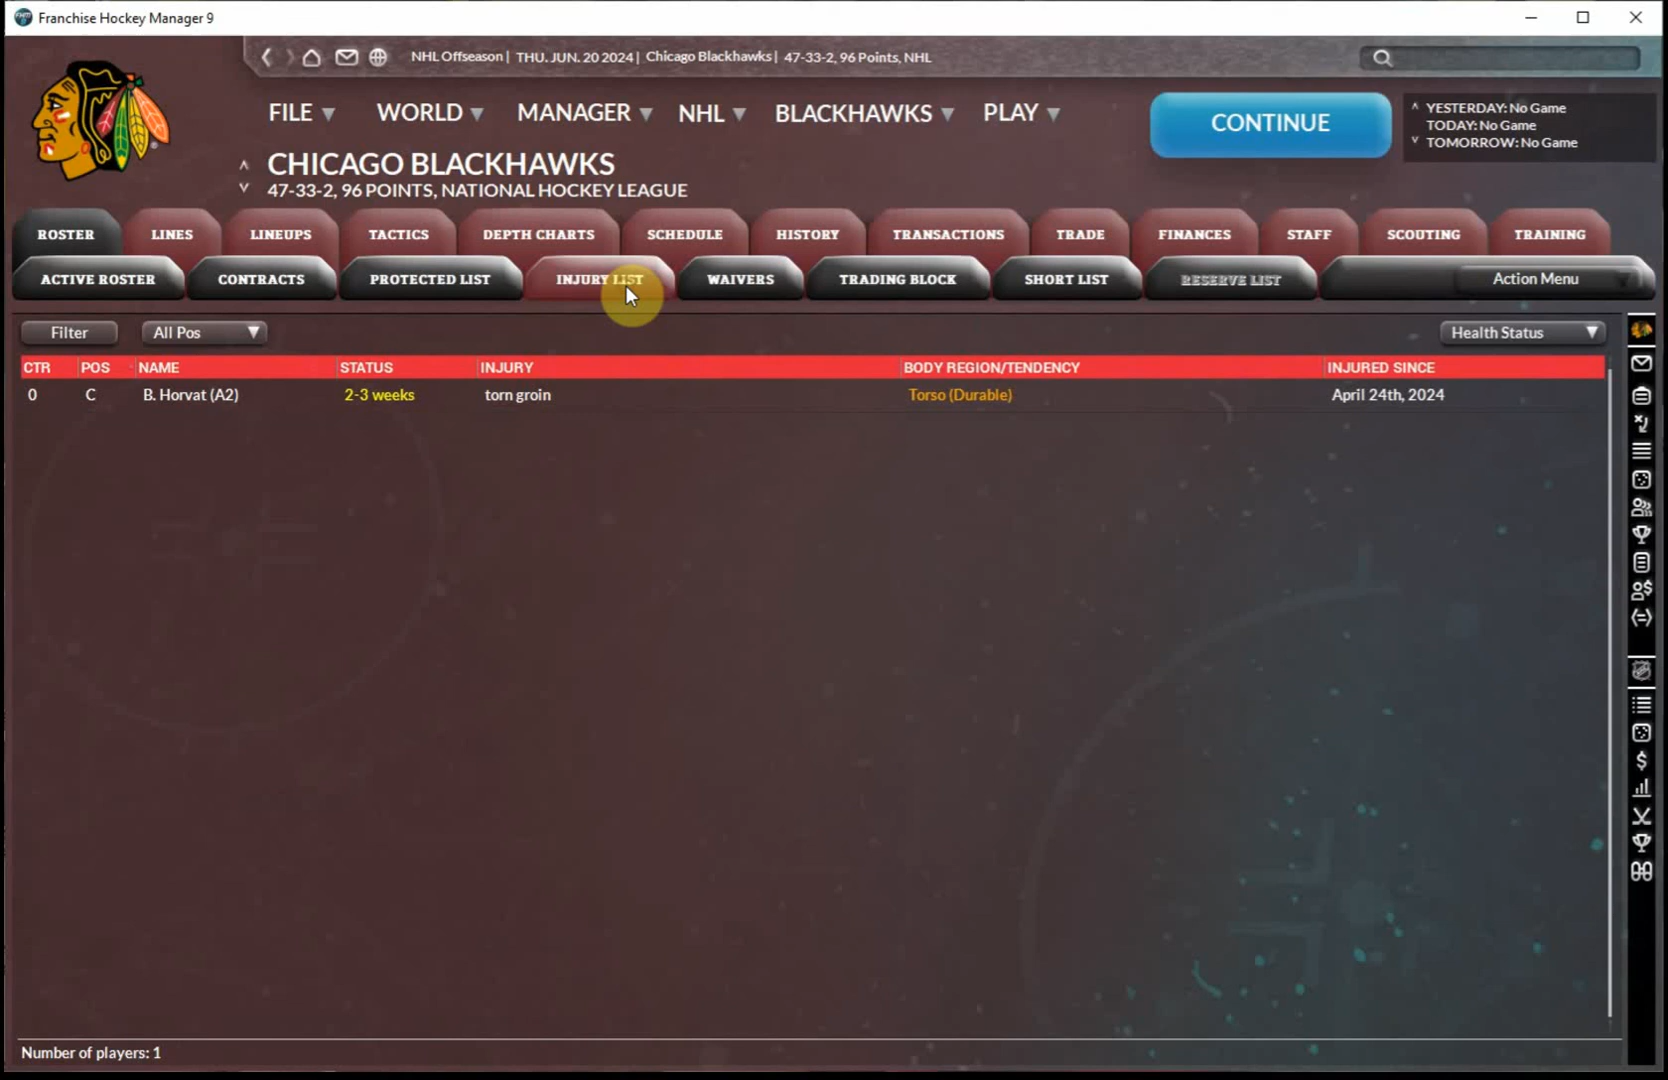 Franchise Hockey Manager 9
NHL Offseason | THU. JUN. 20 2024 | Chicago Blackhawks | 47-33-2, 96 Points, NHL
FILE WORLD MANAGER NHL BLACKHAWKS PLAY
CONTINUE
YESTERDAY: No Game
TODAY: No Game
TOMORROW: No Game
CHICAGO BLACKHAWKS
47-33-2, 96 POINTS, NATIONAL HOCKEY LEAGUE
ROSTER LINES LINEUPS TACTICS DEPTH CHARTS SCHEDULE HISTORY TRANSACTIONS TRADE FINANCES STAFF SCOUTING TRAINING
ACTIVE ROSTER CONTRACTS PROTECTED LIST INJURY LIST WAIVERS TRADING BLOCK SHORT LIST RESERVE LIST Action Menu
Filter All Pos Health Status
CTR POS NAME STATUS INJURY BODY REGION/TENDENCY INJURED SINCE
0 C B. Horvat (A2) 2-3 weeks torn groin Torso (Durable) April 24th, 2024
Number of players: 1